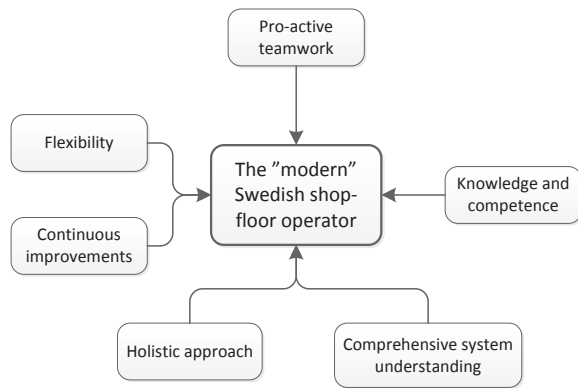 Pro-active
teamwork
Flexibility
The ”modern”
Swedish shop-
floor operator
Knowledge and
competence
Continuous
improvements
Holistic approach
Comprehensive system
understanding